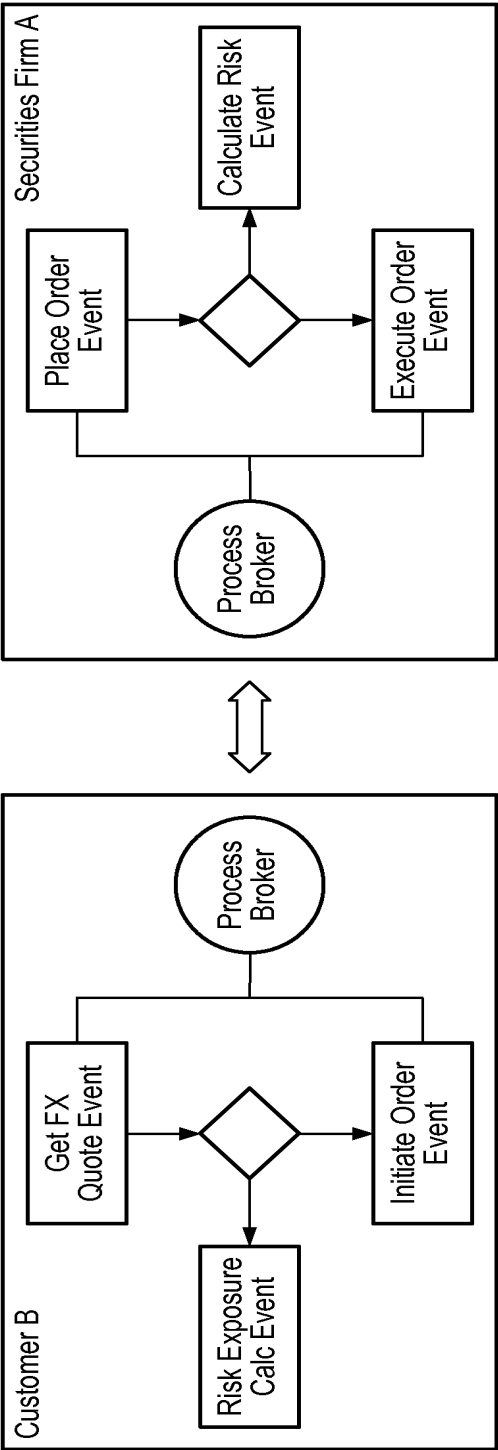 Customer B
Get FX
Quote Event
Risk Exposure
Calc Event
Initiate Order
Event
Process
Broker
Securities Firm A
Process
Broker
Place Order
Event
Calculate Risk
Event
Execute Order
Event